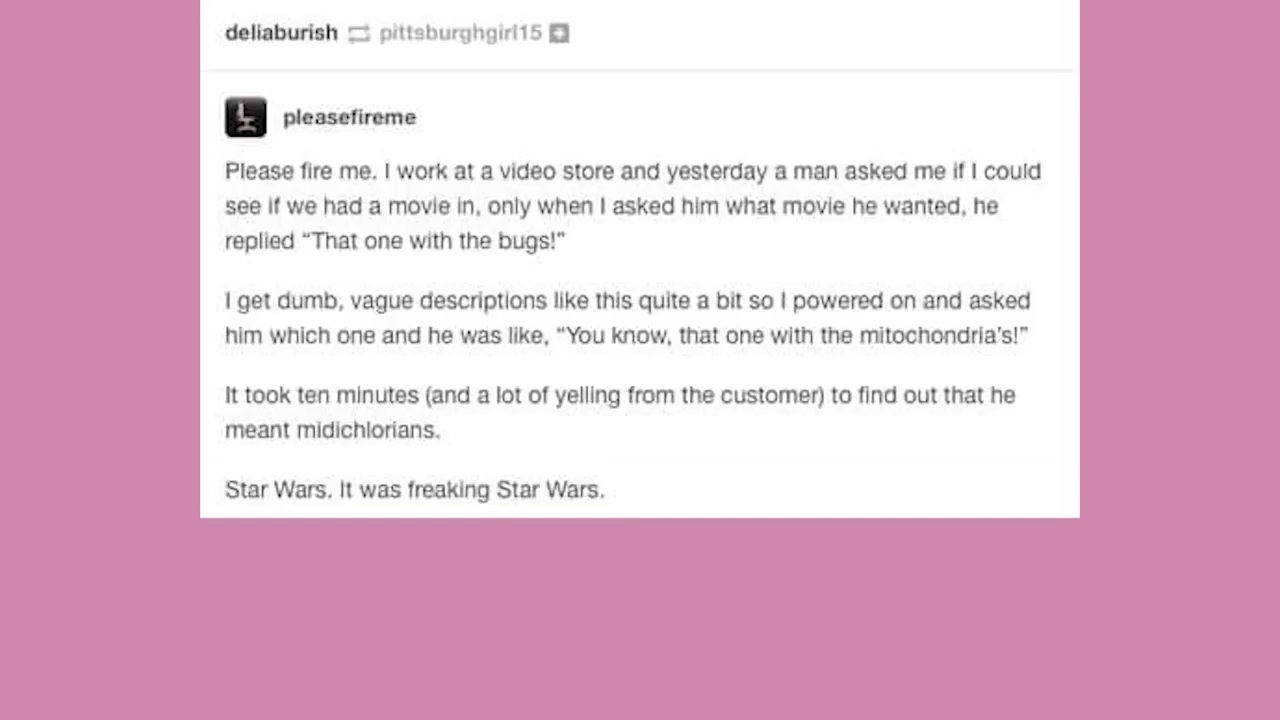 deliaburish pittsburghgirl15
pleasefireme
Please fire me. I work at a video store and yesterday a man asked me if I could
see if we had a movie in, only when I asked him what movie he wanted, he
replied “That one with the bugs!”
I get dumb, vague descriptions like this quite a bit so I powered on and asked
him which one and he was like, “You know, that one with the mitochondria’s!”
It took ten minutes (and a lot of yelling from the customer) to find out that he
meant midichlorians.
Star Wars. It was freaking Star Wars.